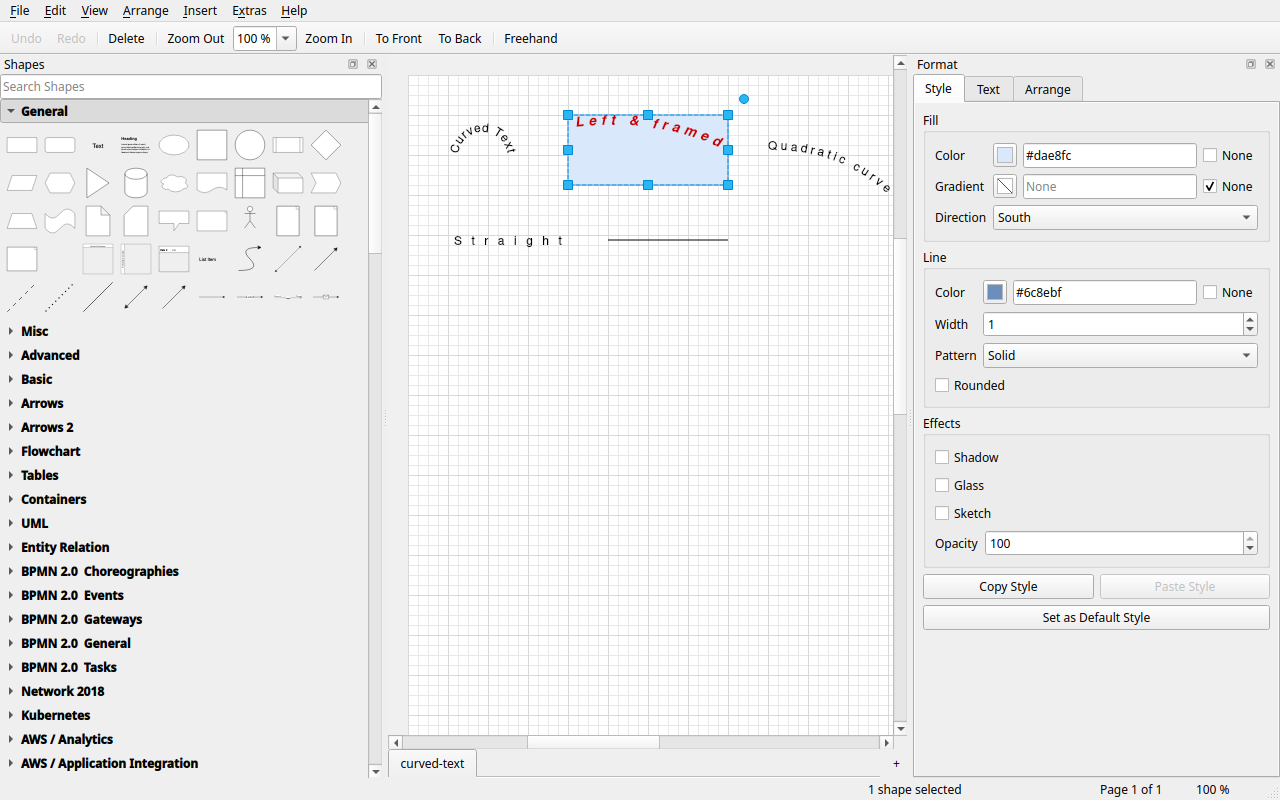 File Edit View Arrange Insert Extras Help
Undo Redo Delete Zoom Out 100 % Zoom In To Front To Back Freehand
Shapes
Search Shapes
General
Text
Heading
List Item
Misc
Advanced
Basic
Arrows
Arrows 2
Flowchart
Tables
Containers
UML
Entity Relation
BPMN 2.0 Choreographies
BPMN 2.0 Events
BPMN 2.0 Gateways
BPMN 2.0 General
BPMN 2.0 Tasks
Network 2018
Kubernetes
AWS / Analytics
AWS / Application Integration
Curved Text
Left & framed
Quadratic curve
Straight
curved-text
+
Format
Style Text Arrange
Fill
Color #dae8fc None
Gradient None None
Direction South
Line
Color #6c8ebf None
Width 1
Pattern Solid
Rounded
Effects
Shadow
Glass
Sketch
Opacity 100
Copy Style Paste Style
Set as Default Style
1 shape selected Page 1 of 1 100 %